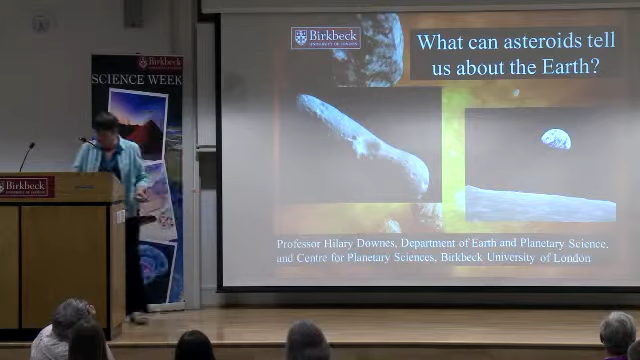 Birkbeck
UNIVERSITY OF LONDON
What can asteroids tell
us about the Earth?
Birkbeck
SCIENCE WEEK
Birkbeck
Professor Hilary Downes, Department of Earth and Planetary Science,
and Centre for Planetary Sciences, Birkbeck University of London